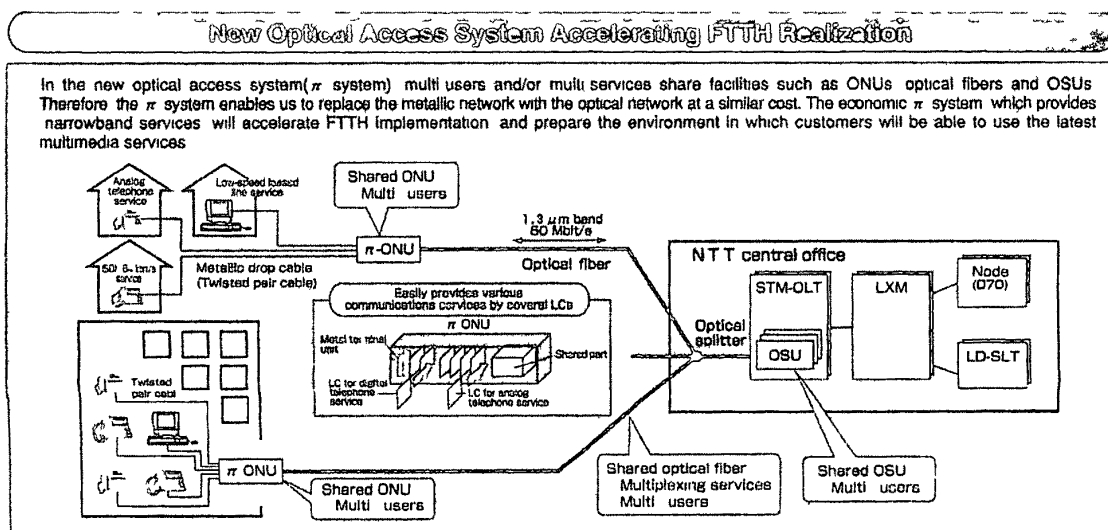 New Optical Access System Accelerating FTTH Realization
In the new optical access system(π system) multi users and/or multi services share facilities such as ONUs optical fibers and OSUs
Therefore the π system enables us to replace the metallic network with the optical network at a similar cost. The economic π system which provides
narrowband services will accelerate FTTH implementation and prepare the environment in which customers will be able to use the latest
multimedia services
Analog
telephone
service
Low-speed leased
line service
Shared ONU
Multi users
π-ONU
1.3 μm band
50 Mbit/s
Optical fiber
service
Metallic drop cable
(Twisted pair cable)
NTT central office
STM-OLT
LXM
Node
(D70)
Optical
splitter
OSU
LD-SLT
Easily provides various
communications services by several LCs
π ONU
Metal terminal
unit
Shared part
LC for digital
telephone
service
LC for analog
telephone service
Twisted
pair cabl
π ONU
Shared ONU
Multi users
Shared optical fiber
Multiplexing services
Multi users
Shared OSU
Multi users